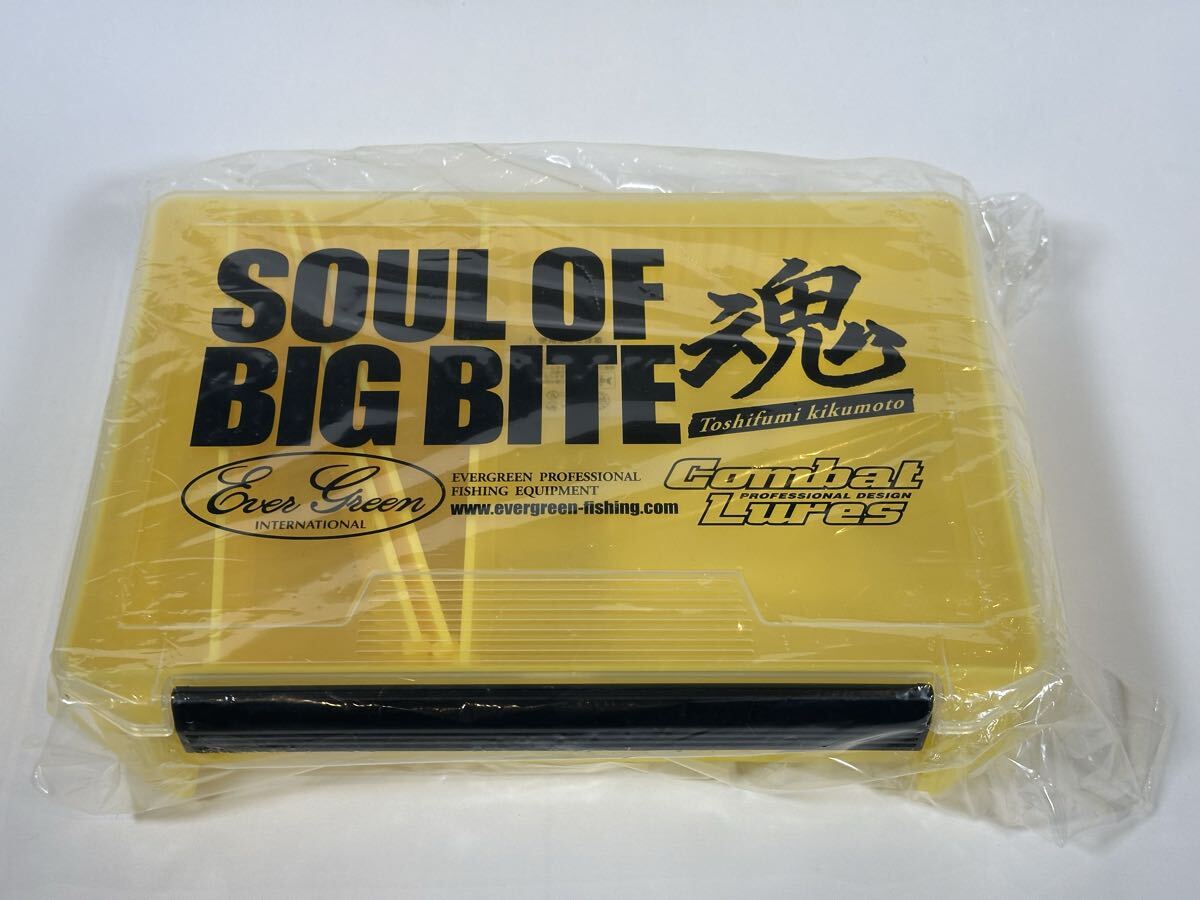 SOUL OF
BIG BITE
魂
Toshifumi kikumoto
Ever Green
INTERNATIONAL
EVERGREEN PROFESSIONAL
FISHING EQUIPMENT
www.evergreen-fishing.com
Combat
PROFESSIONAL DESIGN
Lures